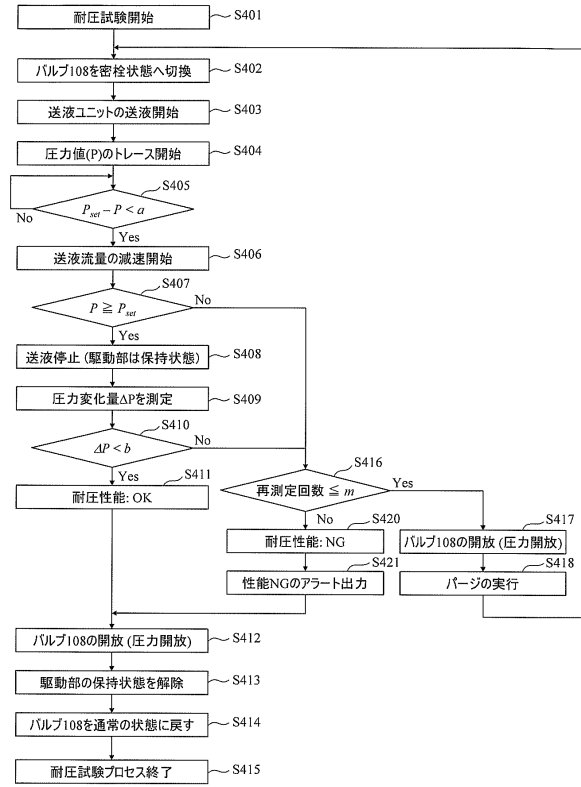 耐圧試験開始
S401
バルブ108を密栓状態へ切換
S402
送液ユニットの送液開始
S403
圧力値(P)のトレース開始
S404
S405
Pset – P < a
No
Yes
送液流量の減速開始
S406
S407
P ≧ Pset
No
Yes
送液停止 (駆動部は保持状態)
S408
圧力変化量ΔPを測定
S409
S410
ΔP < b
No
Yes
S411
耐圧性能: OK
S416
再測定回数 ≦ m
Yes
No
S420
耐圧性能: NG
S421
性能NGのアラート出力
S417
バルブ108の開放 (圧力開放)
S418
パージの実行
バルブ108の開放 (圧力開放)
S412
駆動部の保持状態を解除
S413
バルブ108を通常の状態に戻す
S414
耐圧試験プロセス終了
S415